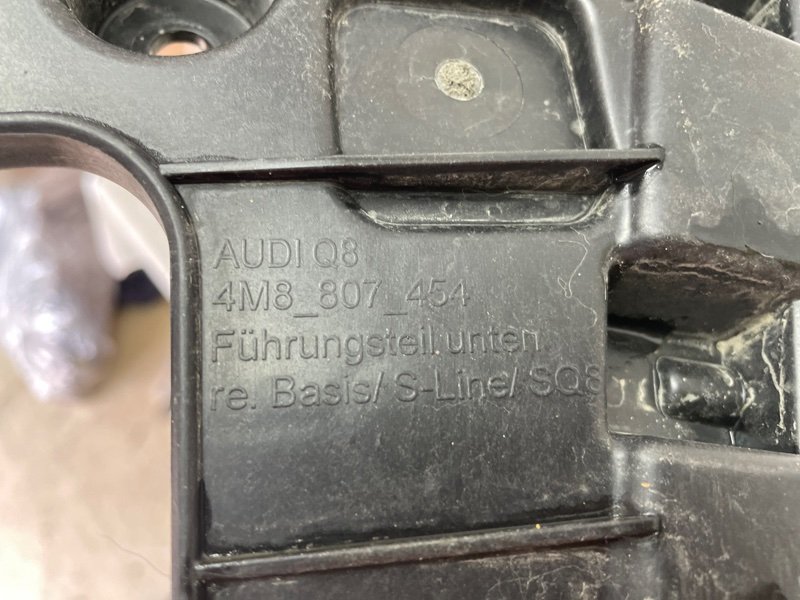 AUDI Q8
4M8_807_454
Führungsteil unten
re. Basis/ S-Line/ SQ8